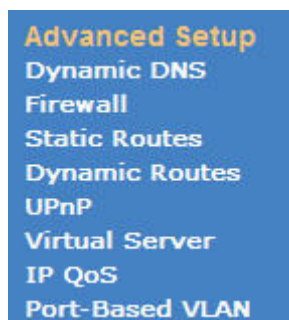 Advanced Setup
Dynamic DNS
Firewall
Static Routes
Dynamic Routes
UPnP
Virtual Server
IP QoS
Port-Based VLAN